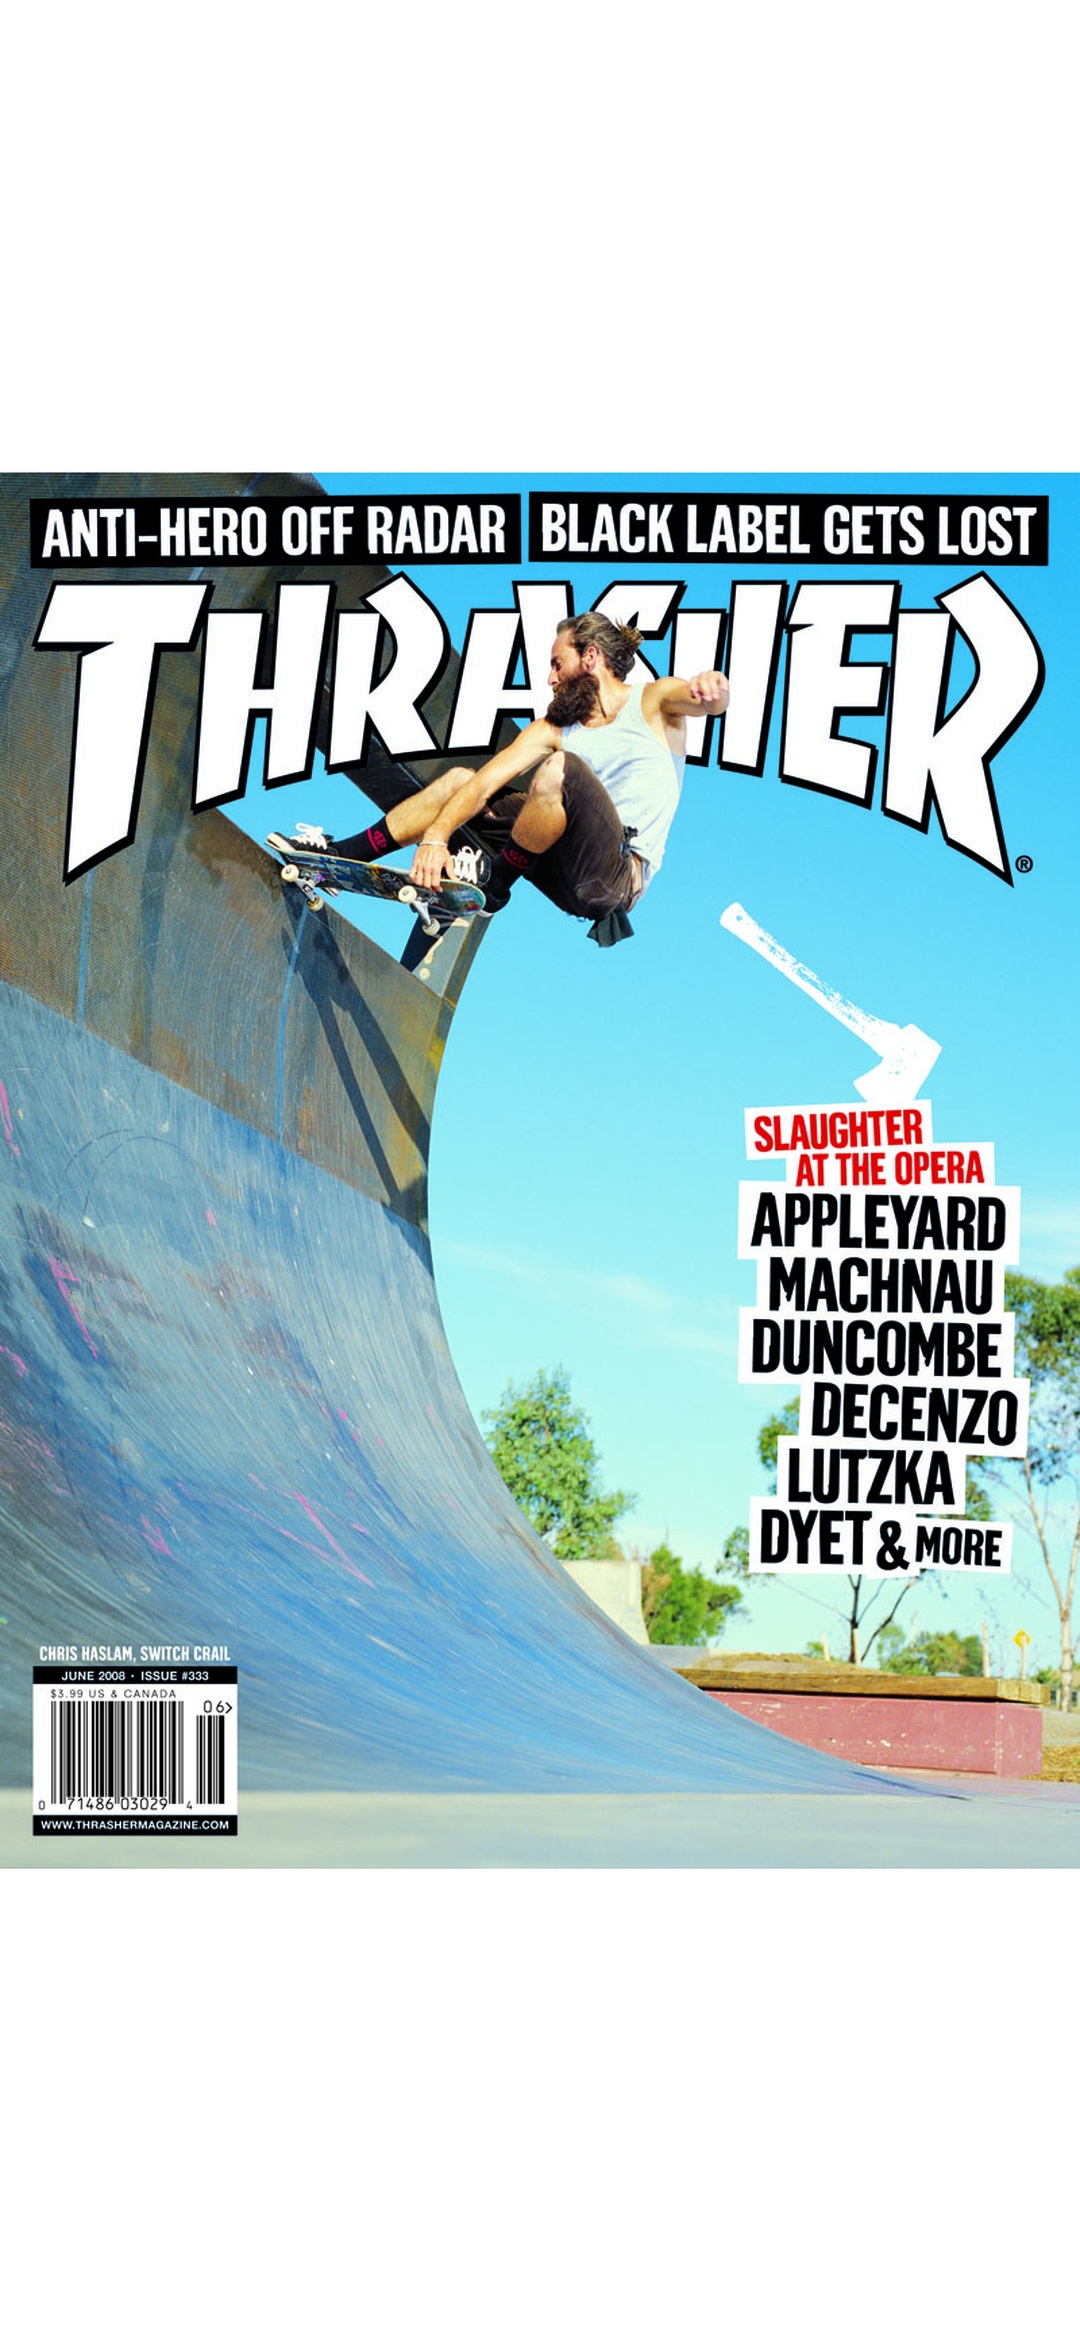 ANTI-HERO OFF RADAR
BLACK LABEL GETS LOST
THRASHER
®
SLAUGHTER
AT THE OPERA
APPLEYARD
MACHNAU
DUNCOMBE
DECENZO
LUTZKA
DYET & MORE
CHRIS HASLAM, SWITCH CRAIL
JUNE 2008 • ISSUE #333
$3.99 US & CANADA
06>
0 71486 03029 4
WWW.THRASHERMAGAZINE.COM